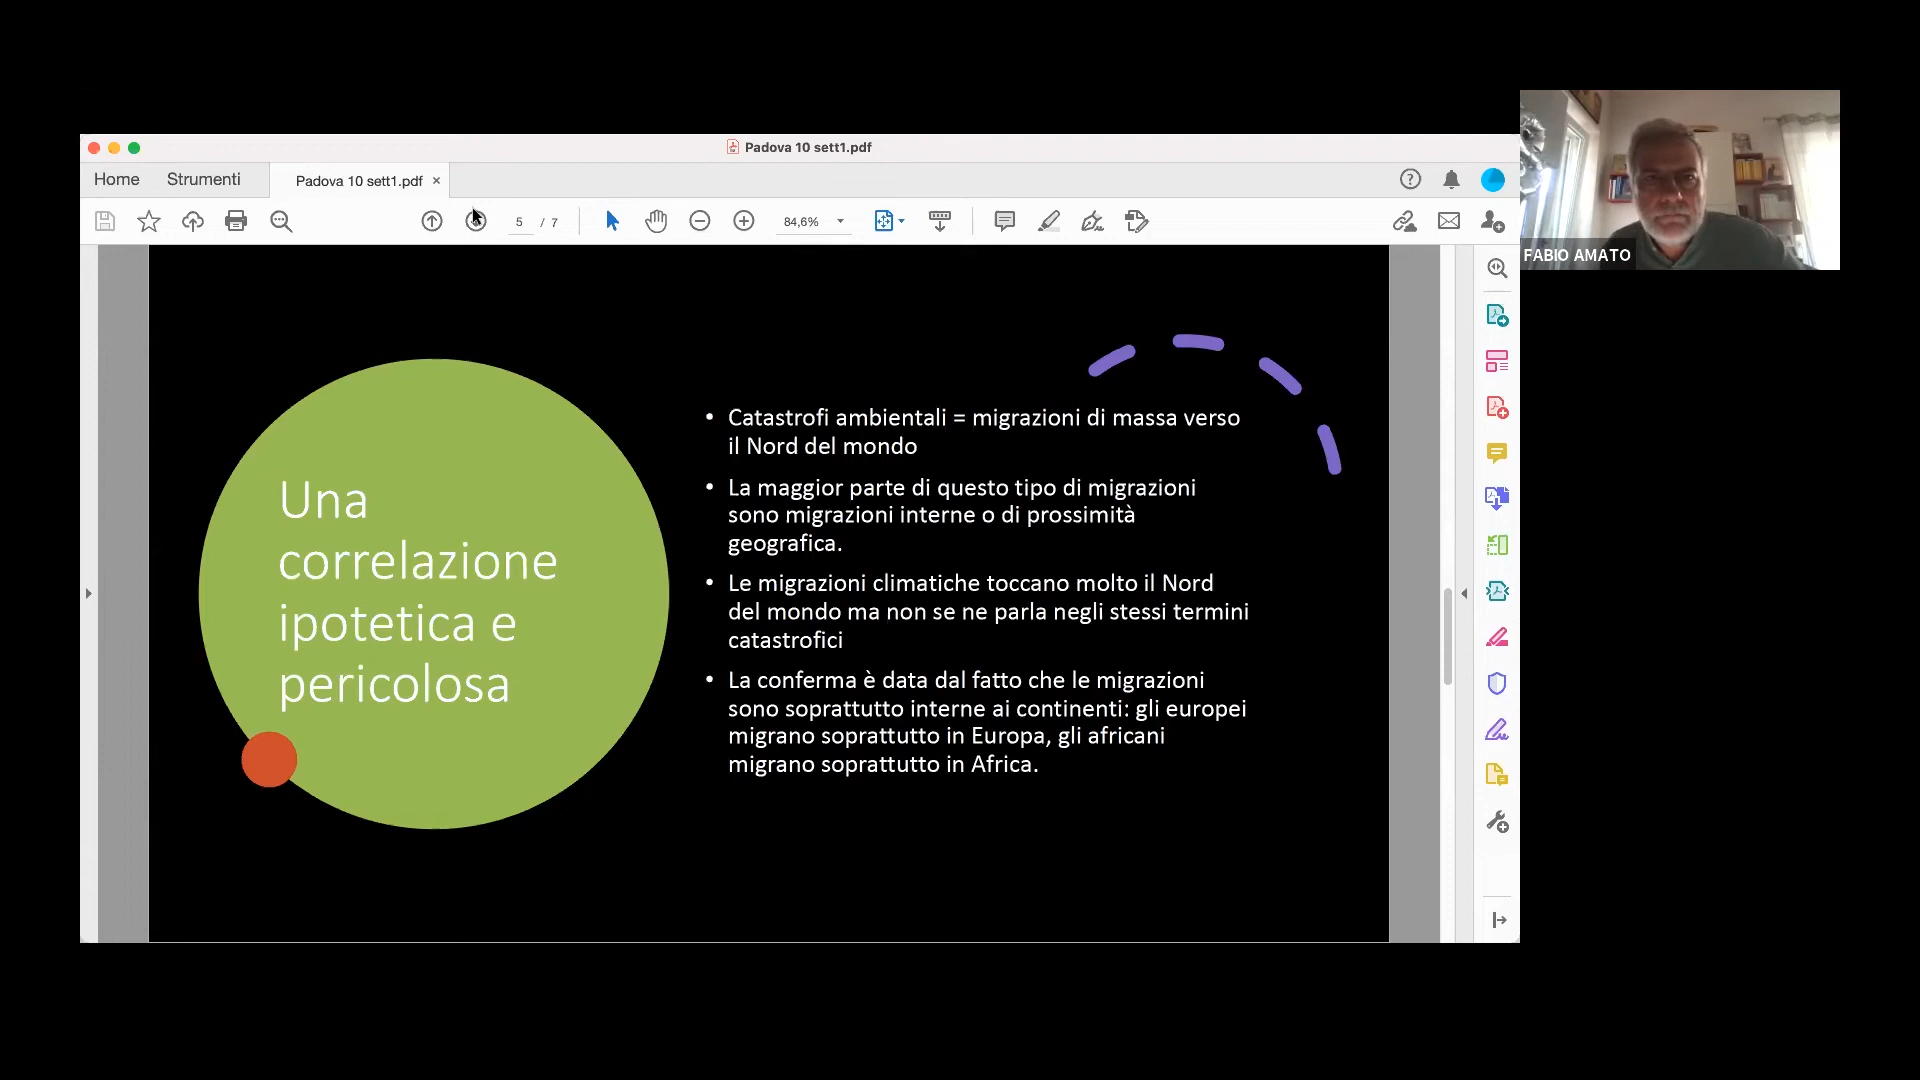 Padova 10 sett1.pdf
Home
Strumenti
Padova 10 sett1.pdf
5 / 7
84,6%
FABIO AMATO
Una
correlazione
ipotetica e
pericolosa
• Catastrofi ambientali = migrazioni di massa verso
il Nord del mondo
• La maggior parte di questo tipo di migrazioni
sono migrazioni interne o di prossimità
geografica.
• Le migrazioni climatiche toccano molto il Nord
del mondo ma non se ne parla negli stessi termini
catastrofici
• La conferma è data dal fatto che le migrazioni
sono soprattutto interne ai continenti: gli europei
migrano soprattutto in Europa, gli africani
migrano soprattutto in Africa.